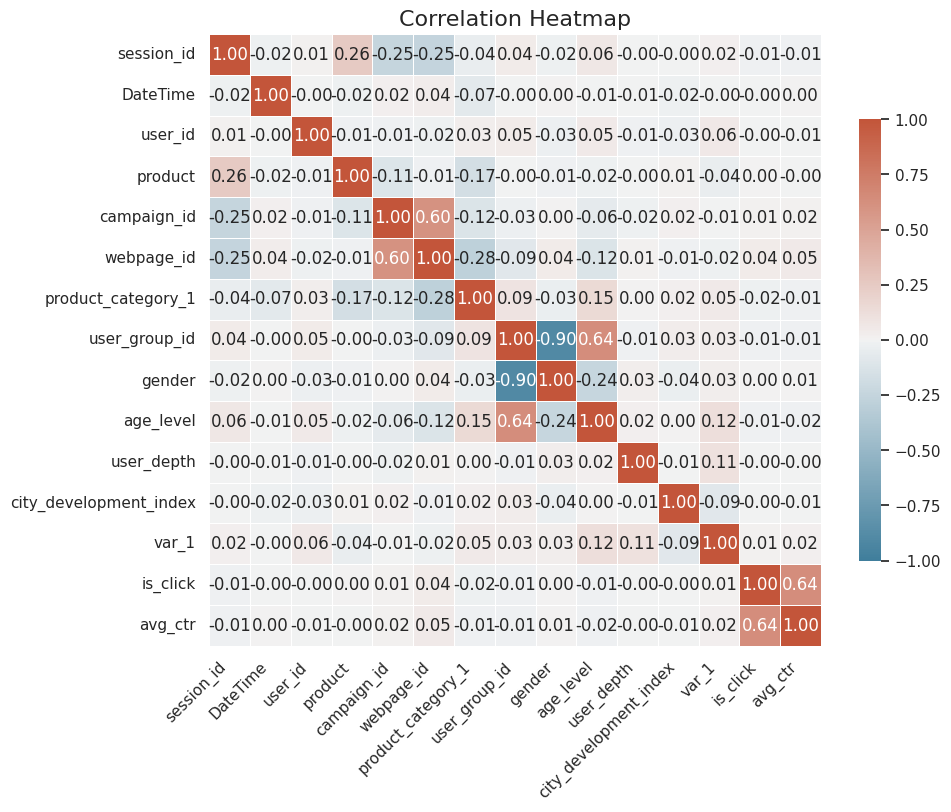 Correlation Heatmap
session_id 1.00 -0.02 0.01 0.26 -0.25 -0.25 -0.04 0.04 -0.02 0.06 -0.00 -0.00 0.02 -0.01 -0.01
DateTime -0.02 1.00 -0.00 -0.02 0.02 0.04 -0.07 -0.00 0.00 -0.01 -0.01 -0.02 -0.00 -0.00 0.00
user_id 0.01 -0.00 1.00 -0.01 -0.01 -0.02 0.03 0.05 -0.03 0.05 -0.01 -0.03 0.06 -0.00 -0.01
product 0.26 -0.02 -0.01 1.00 -0.11 -0.01 -0.17 -0.00 -0.01 -0.02 -0.00 0.01 -0.04 0.00 -0.00
campaign_id -0.25 0.02 -0.01 -0.11 1.00 0.60 -0.12 -0.03 0.00 -0.06 -0.02 0.02 -0.01 0.01 0.02
webpage_id -0.25 0.04 -0.02 -0.01 0.60 1.00 -0.28 -0.09 0.04 -0.12 0.01 -0.01 -0.02 0.04 0.05
product_category_1 -0.04 -0.07 0.03 -0.17 -0.12 -0.28 1.00 0.09 -0.03 0.15 0.00 0.02 0.05 -0.02 -0.01
user_group_id 0.04 -0.00 0.05 -0.00 -0.03 -0.09 0.09 1.00 -0.90 0.64 -0.01 0.03 0.03 -0.01 -0.01
gender -0.02 0.00 -0.03 -0.01 0.00 0.04 -0.03 -0.90 1.00 -0.24 0.03 -0.04 0.03 0.00 0.01
age_level 0.06 -0.01 0.05 -0.02 -0.06 -0.12 0.15 0.64 -0.24 1.00 0.02 0.00 0.12 -0.01 -0.02
user_depth -0.00 -0.01 -0.01 -0.00 -0.02 0.01 0.00 -0.01 0.03 0.02 1.00 -0.01 0.11 -0.00 -0.00
city_development_index -0.00 -0.02 -0.03 0.01 0.02 -0.01 0.02 0.03 -0.04 0.00 -0.01 1.00 -0.09 -0.00 -0.01
var_1 0.02 -0.00 0.06 -0.04 -0.01 -0.02 0.05 0.03 0.03 0.12 0.11 -0.09 1.00 0.01 0.02
is_click -0.01 -0.00 -0.00 0.00 0.01 0.04 -0.02 -0.01 0.00 -0.01 -0.00 -0.00 0.01 1.00 0.64
avg_ctr -0.01 0.00 -0.01 -0.00 0.02 0.05 -0.01 -0.01 0.01 -0.02 -0.00 -0.01 0.02 0.64 1.00
session_id DateTime user_id product campaign_id webpage_id product_category_1 user_group_id gender age_level user_depth city_development_index var_1 is_click avg_ctr
1.00
0.75
0.50
0.25
0.00
−0.25
−0.50
−0.75
−1.00